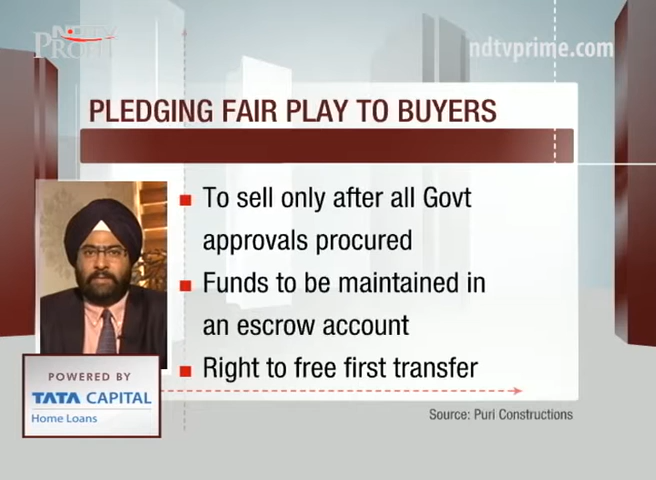 NDTV
PROFIT
ndtvprime.com
PLEDGING FAIR PLAY TO BUYERS
To sell only after all Govt
approvals procured
Funds to be maintained in
an escrow account
Right to free first transfer
POWERED BY
TATA CAPITAL
Home Loans
Source: Puri Constructions